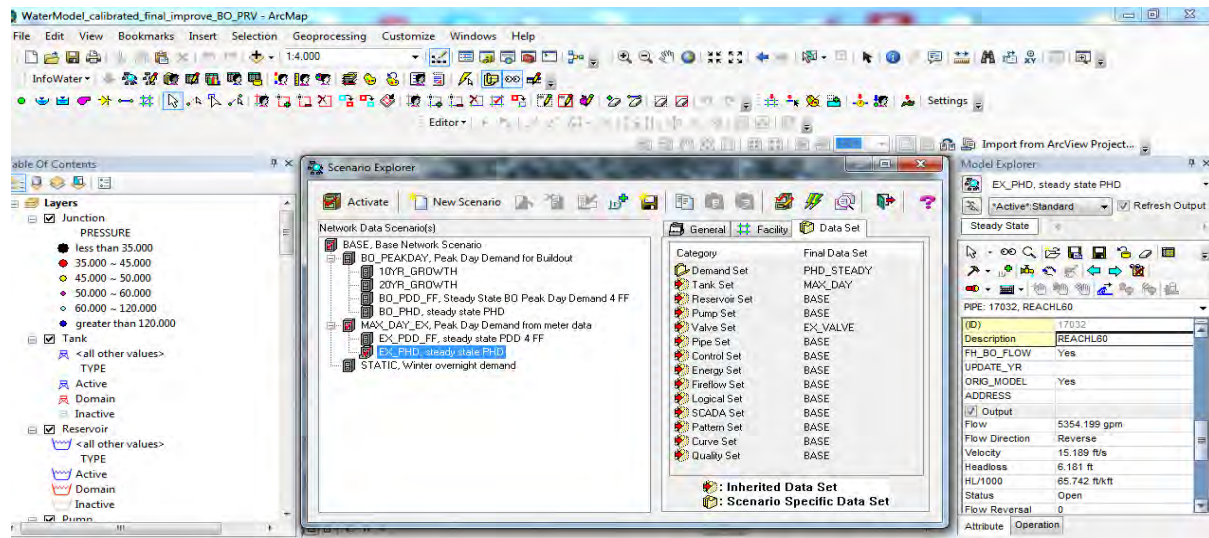 WaterModel_calibrated_final_improve_BO_PRV - ArcMap
File Edit View Bookmarks Insert Selection Geoprocessing Customize Windows Help
1:4,000
InfoWater
Settings
Editor
Import from ArcView Project...
able Of Contents
Layers
Junction
PRESSURE
less than 35.000
35.000 ~ 45.000
45.000 ~ 50.000
50.000 ~ 60.000
60.000 ~ 120.000
greater than 120.000
Tank
<all other values>
TYPE
Active
Domain
Inactive
Reservoir
<all other values>
TYPE
Active
Domain
Inactive
Pump
Scenario Explorer
Activate New Scenario
Network Data Scenario(s)
BASE, Base Network Scenario
BO_PEAKDAY, Peak Day Demand for Buildout
10YR_GROWTH
20YR_GROWTH
BO_PDD_FF, Steady State BO Peak Day Demand 4 FF
BO_PHD, steady state PHD
MAX_DAY_EX, Peak Day Demand from meter data
EX_PDD_FF, steady state PDD 4 FF
EX_PHD, steady state PHD
STATIC, Winter overnight demand
General Facility Data Set
Category Final Data Set
Demand Set PHD_STEADY
Tank Set MAX_DAY
Reservoir Set BASE
Pump Set BASE
Valve Set EX_VALVE
Pipe Set BASE
Control Set BASE
Energy Set BASE
Fireflow Set BASE
Logical Set BASE
SCADA Set BASE
Pattern Set BASE
Curve Set BASE
Quality Set BASE
: Inherited Data Set
: Scenario Specific Data Set
Model Explorer
EX_PHD, steady state PHD
*Active*:Standard Refresh Output
Steady State
PIPE: 17032, REACHL60
(ID) 17032
Description REACHL60
FH_BO_FLOW Yes
UPDATE_YR
ORIG_MODEL Yes
ADDRESS
Output
Flow 5354.199 gpm
Flow Direction Reverse
Velocity 15.189 ft/s
Headloss 6.181 ft
HL/1000 65.742 ft/kft
Status Open
Flow Reversal 0
Attribute Operation